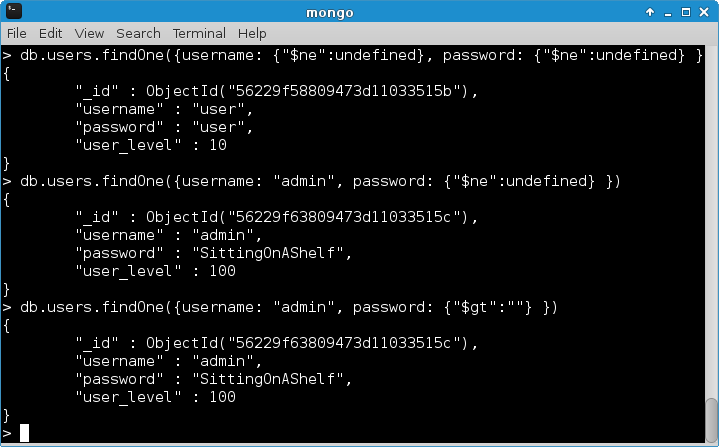 mongo
File Edit View Search Terminal Help
> db.users.findOne({username: {"$ne":undefined}, password: {"$ne":undefined} }
{
"_id" : ObjectId("56229f58809473d11033515b"),
"username" : "user",
"password" : "user",
"user_level" : 10
}
> db.users.findOne({username: "admin", password: {"$ne":undefined} })
{
"_id" : ObjectId("56229f63809473d11033515c"),
"username" : "admin",
"password" : "SittingOnAShelf",
"user_level" : 100
}
> db.users.findOne({username: "admin", password: {"$gt":""} })
{
"_id" : ObjectId("56229f63809473d11033515c"),
"username" : "admin",
"password" : "SittingOnAShelf",
"user_level" : 100
}
>